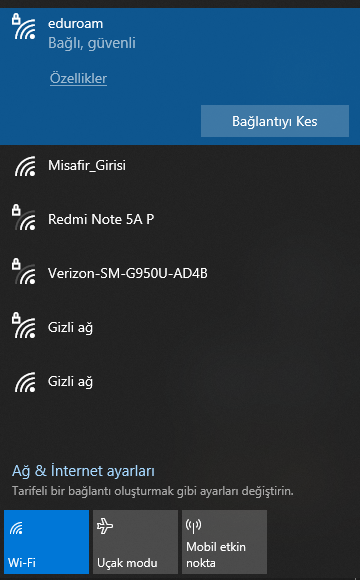 eduroam
Bağlı, güvenli
Özellikler
Bağlantıyı Kes
Misafir_Girisi
Redmi Note 5A P
Verizon-SM-G950U-AD4B
Gizli ağ
Gizli ağ
Ağ & İnternet ayarları
Tarifeli bir bağlantı oluşturmak gibi ayarları değiştirin.
Wi-Fi
Uçak modu
Mobil etkin
nokta